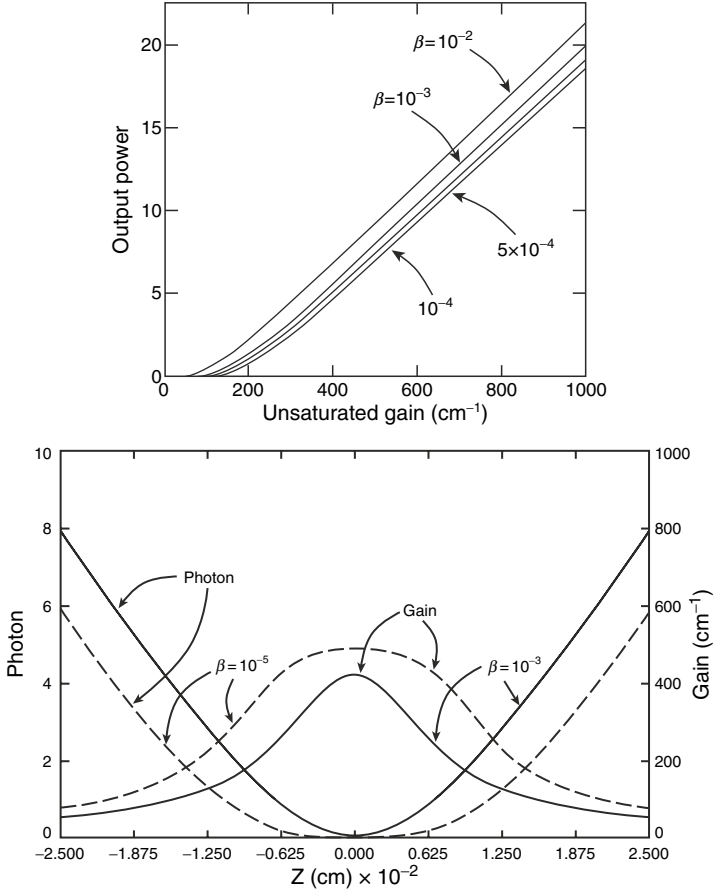 20
15
10
5
0
Output power
β=10⁻²
β=10⁻³
5×10⁻⁴
10⁻⁴
0 200 400 600 800 1000
Unsaturated gain (cm⁻¹)
10
8
6
4
2
0
Photon
1000
800
600
400
200
0
Gain (cm⁻¹)
Photon
Gain
β=10⁻⁵
β=10⁻³
−2.500 −1.875 −1.250 −0.625 0.000 0.625 1.250 1.875 2.500
Z (cm) × 10⁻²